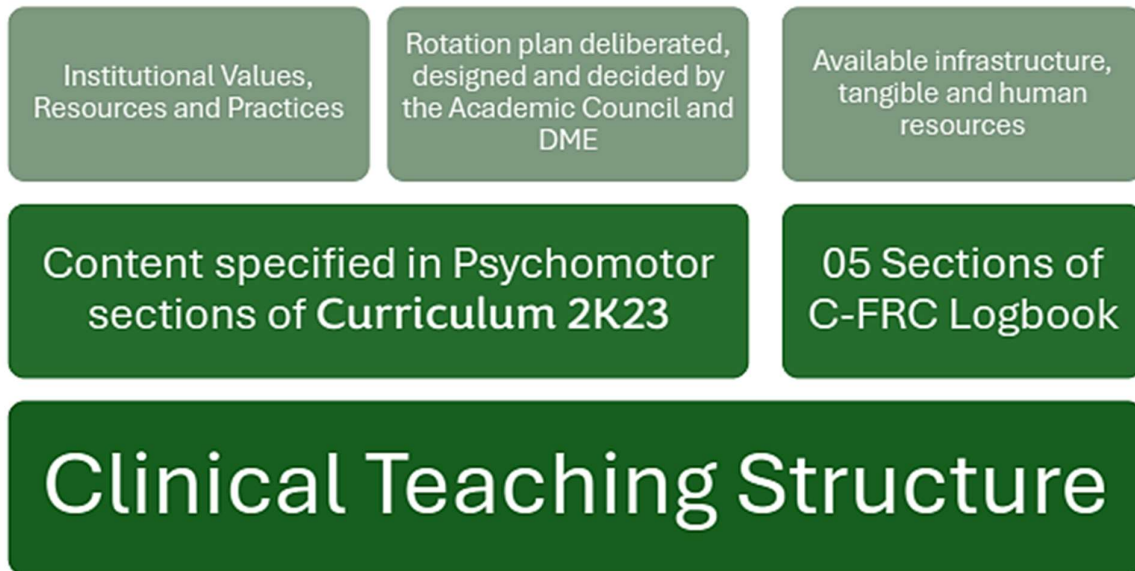 Institutional Values,
Resources and Practices
Rotation plan deliberated,
designed and decided by
the Academic Council and
DME
Available infrastructure,
tangible and human
resources
Content specified in Psychomotor
sections of Curriculum 2K23
05 Sections of
C-FRC Logbook
Clinical Teaching Structure